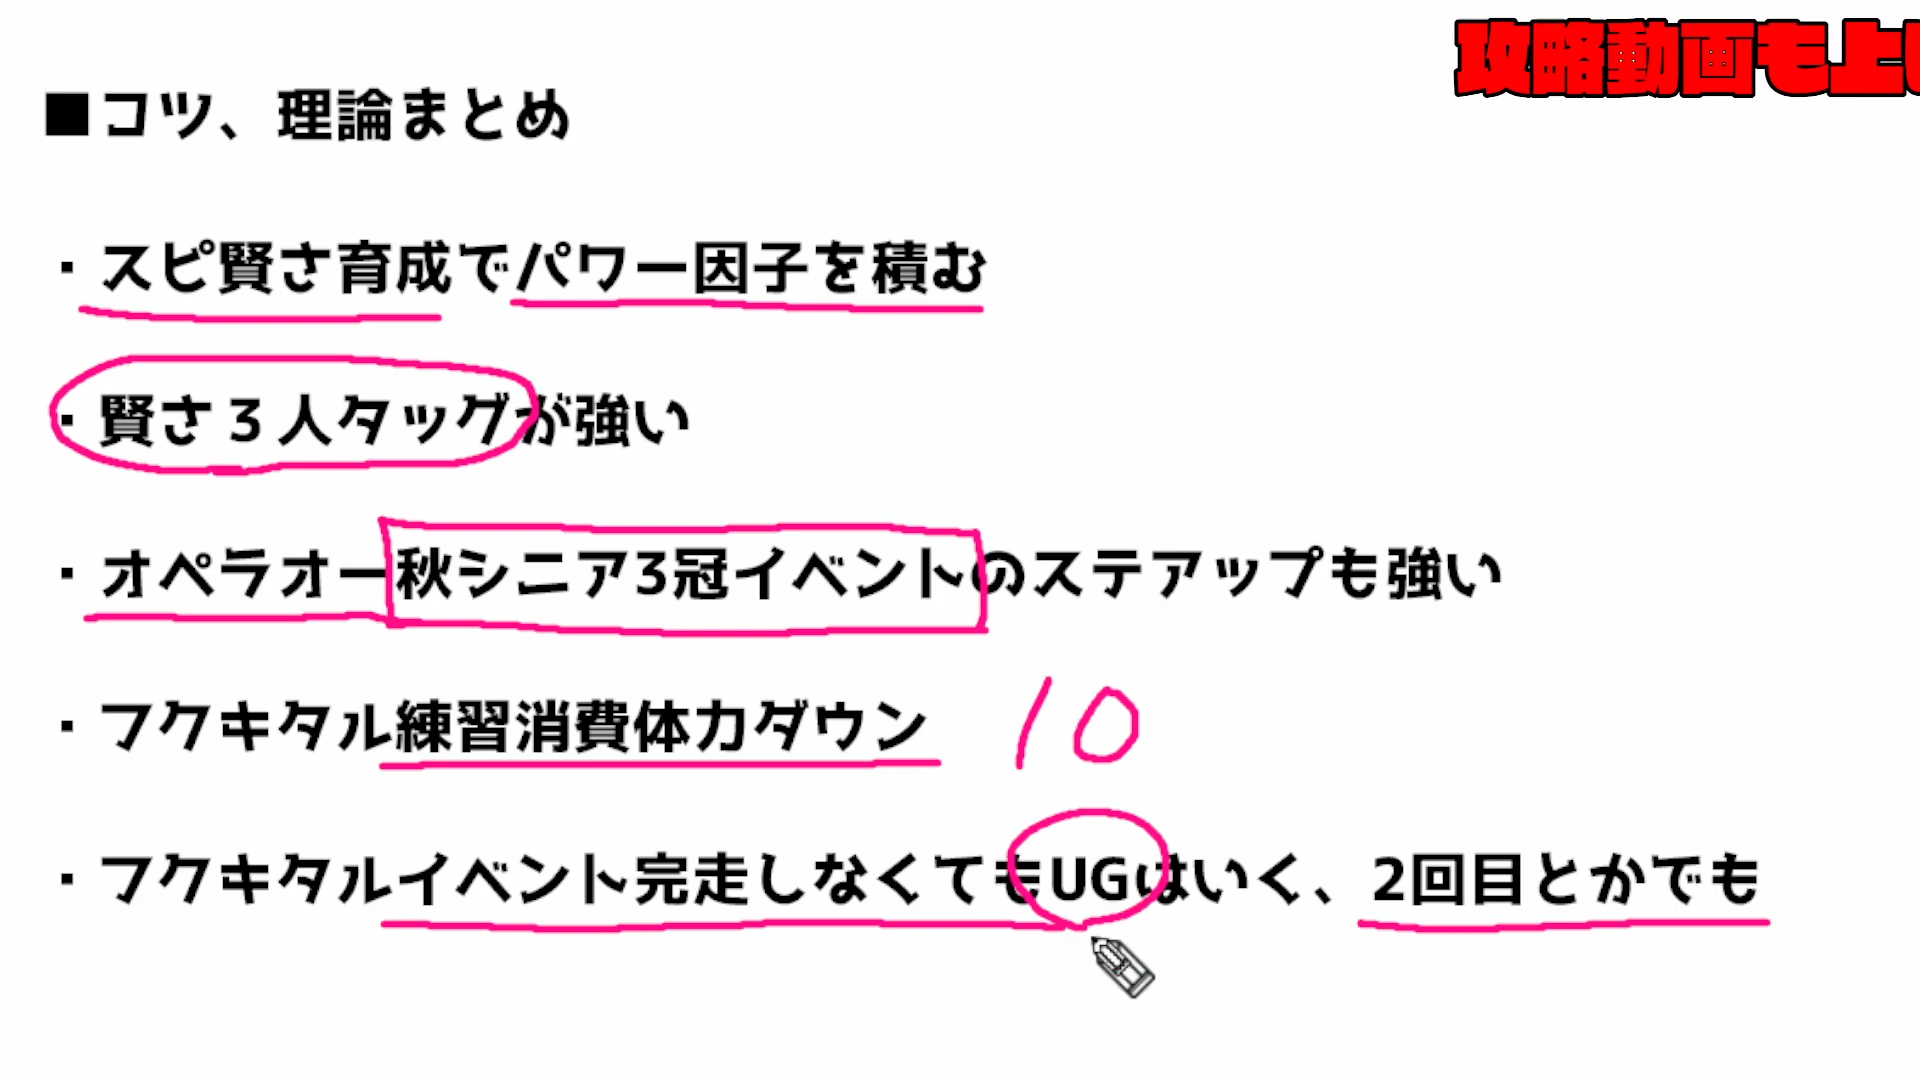 攻略動画も上
■コツ、理論まとめ
・スピ賢さ育成でパワー因子を積む
・賢さ３人タッグが強い
・オペラオー秋シニア3冠イベントのステアップも強い
・フクキタル練習消費体力ダウン 10
・フクキタルイベント完走しなくてもUGはいく、2回目とかでも